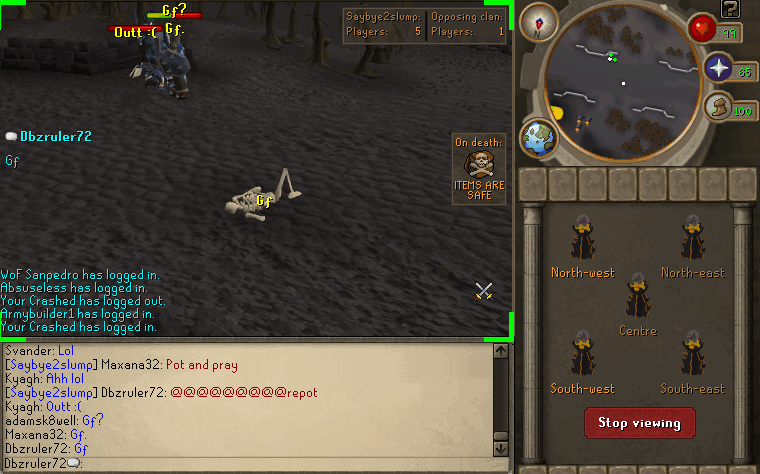 Gf?
Outt :( Gf.
Saybye2slump: Opposing clan:
Players: 5 Players: 1
N
?
99
65
100
Dbzruler72
Gf
On death:
ITEMS ARE
SAFE
Gf
WoF Sanpedro has logged in.
Absuseless has logged in.
Your Crashed has logged out.
Armybuilder1 has logged in.
Your Crashed has logged in.
North-west North-east
Centre
South-west South-east
Stop viewing
Svander: Lol
[Saybye2slump] Maxana32: Pot and pray
Kyagh: Ahh lol
[Saybye2slump] Dbzruler72: @@@@@@@@@repot
Kyagh: Outt :(
adamsk8well: Gf?
Maxana32: Gf.
Dbzruler72: Gf
Dbzruler72: